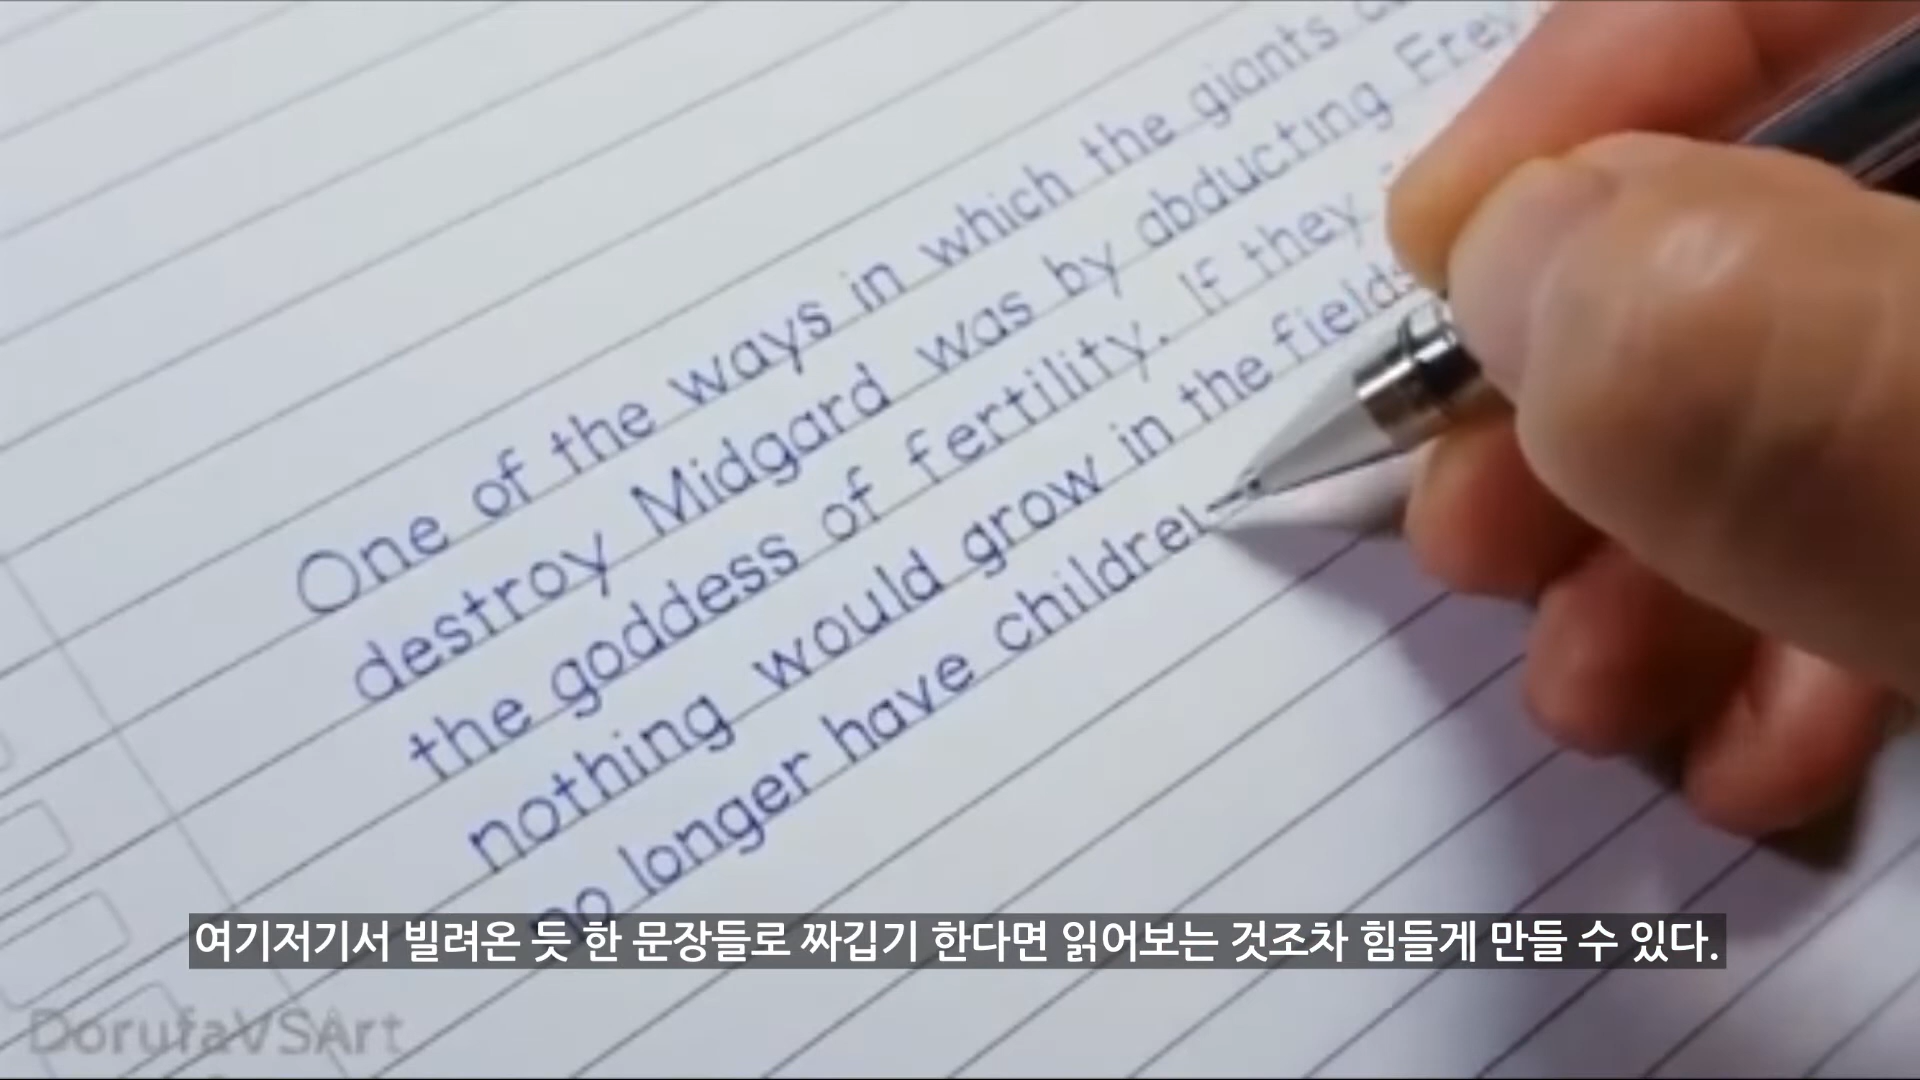 One of the ways in which the giants
destroy Midgard was by abducting
the goddess of fertility. If they
nothing would grow in the fields
no longer have children
여기저기서 빌려온 듯 한 문장들로 짜깁기 한다면 읽어보는 것조차 힘들게 만들 수 있다.
DorufaVSArt